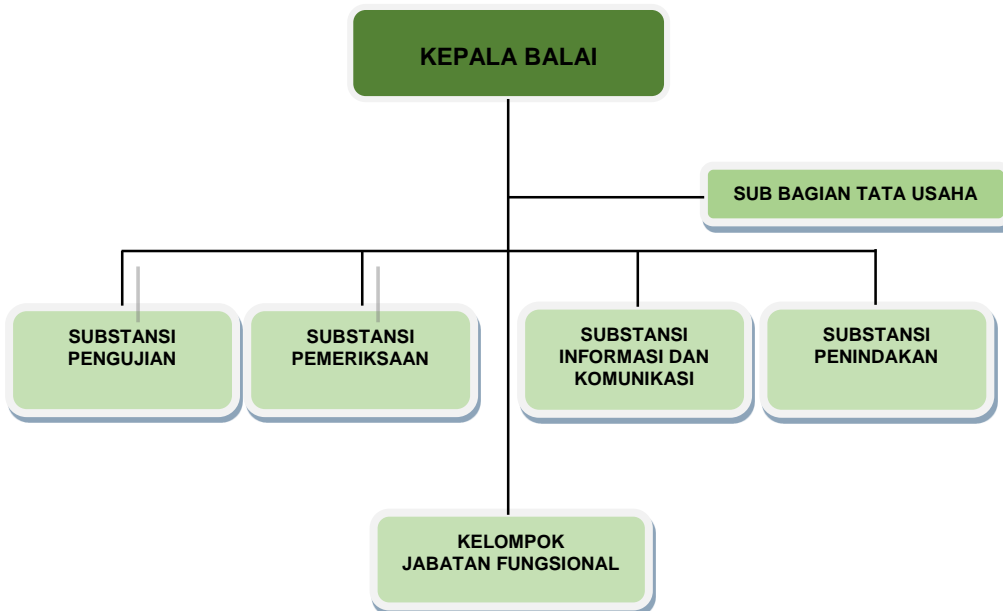 KEPALA BALAI
SUB BAGIAN TATA USAHA
SUBSTANSI
PENGUJIAN
SUBSTANSI
PEMERIKSAAN
SUBSTANSI
INFORMASI DAN
KOMUNIKASI
SUBSTANSI
PENINDAKAN
KELOMPOK
JABATAN FUNGSIONAL